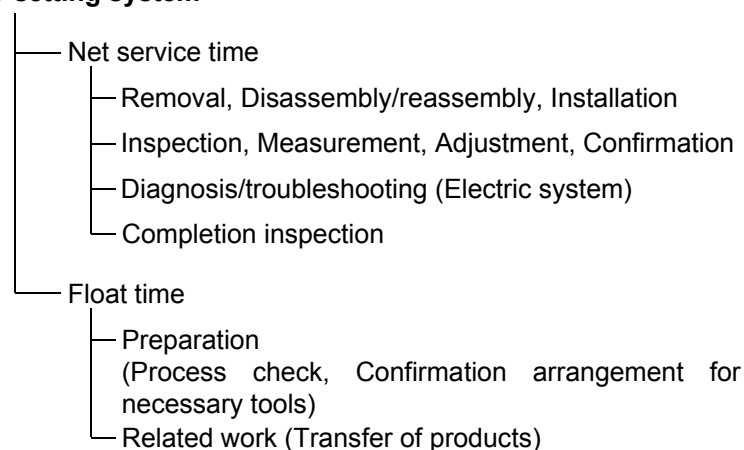 Net service time
Removal, Disassembly/reassembly, Installation
Inspection, Measurement, Adjustment, Confirmation
Diagnosis/troubleshooting (Electric system)
Completion inspection
Float time
Preparation
(Process check, Confirmation arrangement for
necessary tools)
Related work (Transfer of products)